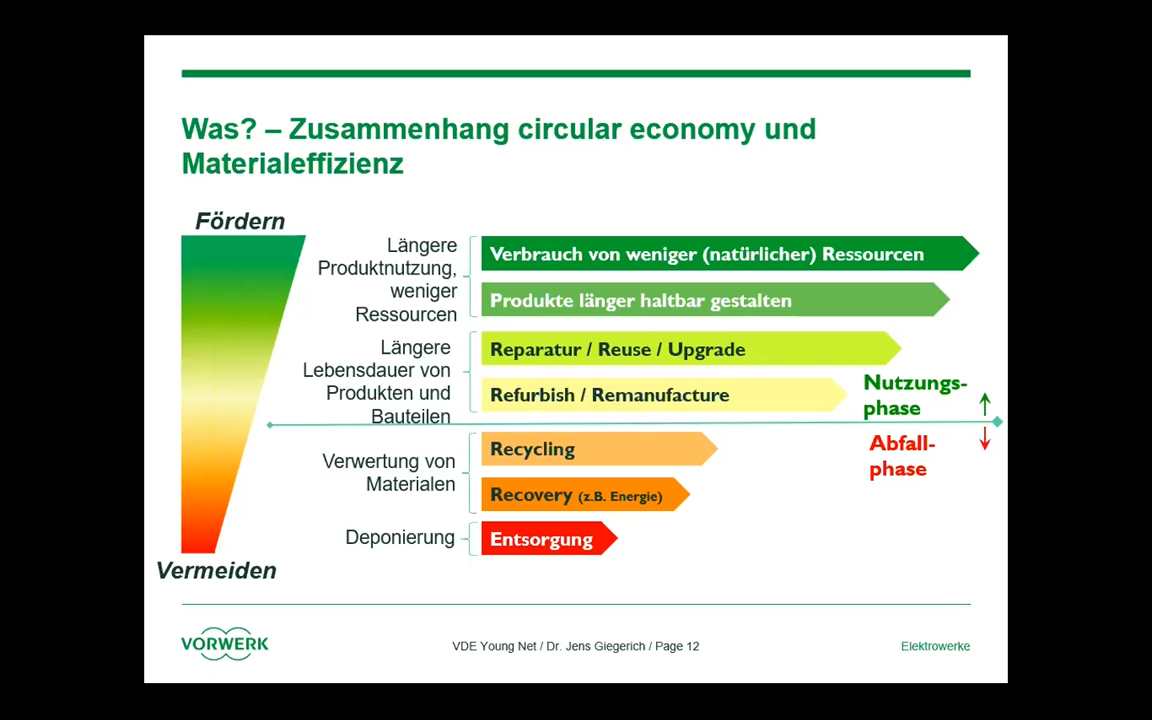 Was? – Zusammenhang circular economy und
Materialeffizienz
Fördern
Längere
Produktnutzung,
weniger
Ressourcen
Verbrauch von weniger (natürlicher) Ressourcen
Produkte länger haltbar gestalten
Längere
Lebensdauer von
Produkten und
Bauteilen
Reparatur / Reuse / Upgrade
Refurbish / Remanufacture
Nutzungs-
phase
Abfall-
phase
Verwertung von
Materialen
Recycling
Recovery (z.B. Energie)
Deponierung
Entsorgung
Vermeiden
VORWERK
VDE Young Net / Dr. Jens Giegerich / Page 12
Elektrowerke